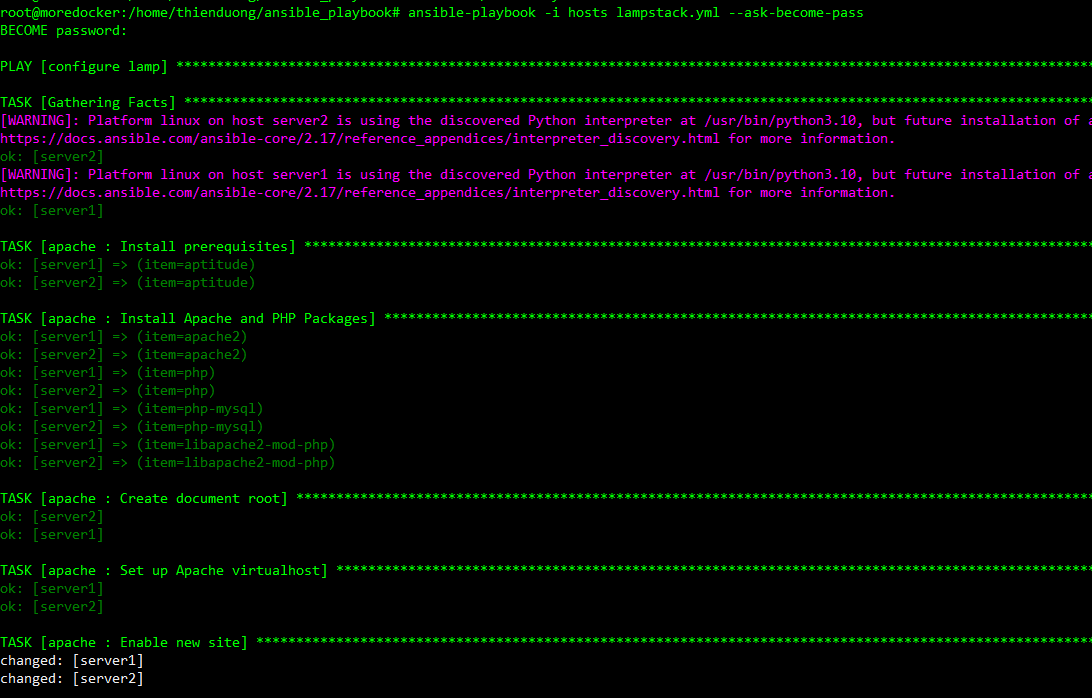 root@moredocker:/home/thienduong/ansible_playbook# ansible-playbook -i hosts lampstack.yml --ask-become-pass
BECOME password:
PLAY [configure lamp] ******************************************************************************************************************
TASK [Gathering Facts] *****************************************************************************************************************
[WARNING]: Platform linux on host server2 is using the discovered Python interpreter at /usr/bin/python3.10, but future installation of
https://docs.ansible.com/ansible-core/2.17/reference_appendices/interpreter_discovery.html for more information.
ok: [server2]
[WARNING]: Platform linux on host server1 is using the discovered Python interpreter at /usr/bin/python3.10, but future installation of
https://docs.ansible.com/ansible-core/2.17/reference_appendices/interpreter_discovery.html for more information.
ok: [server1]
TASK [apache : Install prerequisites] **************************************************************************************************
ok: [server1] => (item=aptitude)
ok: [server2] => (item=aptitude)
TASK [apache : Install Apache and PHP Packages] ****************************************************************************************
ok: [server1] => (item=apache2)
ok: [server2] => (item=apache2)
ok: [server1] => (item=php)
ok: [server2] => (item=php)
ok: [server1] => (item=php-mysql)
ok: [server2] => (item=php-mysql)
ok: [server1] => (item=libapache2-mod-php)
ok: [server2] => (item=libapache2-mod-php)
TASK [apache : Create document root] ***************************************************************************************************
ok: [server2]
ok: [server1]
TASK [apache : Set up Apache virtualhost] **********************************************************************************************
ok: [server1]
ok: [server2]
TASK [apache : Enable new site] ********************************************************************************************************
changed: [server1]
changed: [server2]